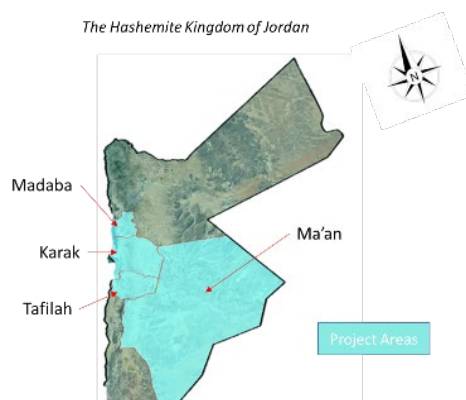 The Hashemite Kingdom of Jordan
N
Madaba
Ma’an
Karak
Tafilah
Project Areas